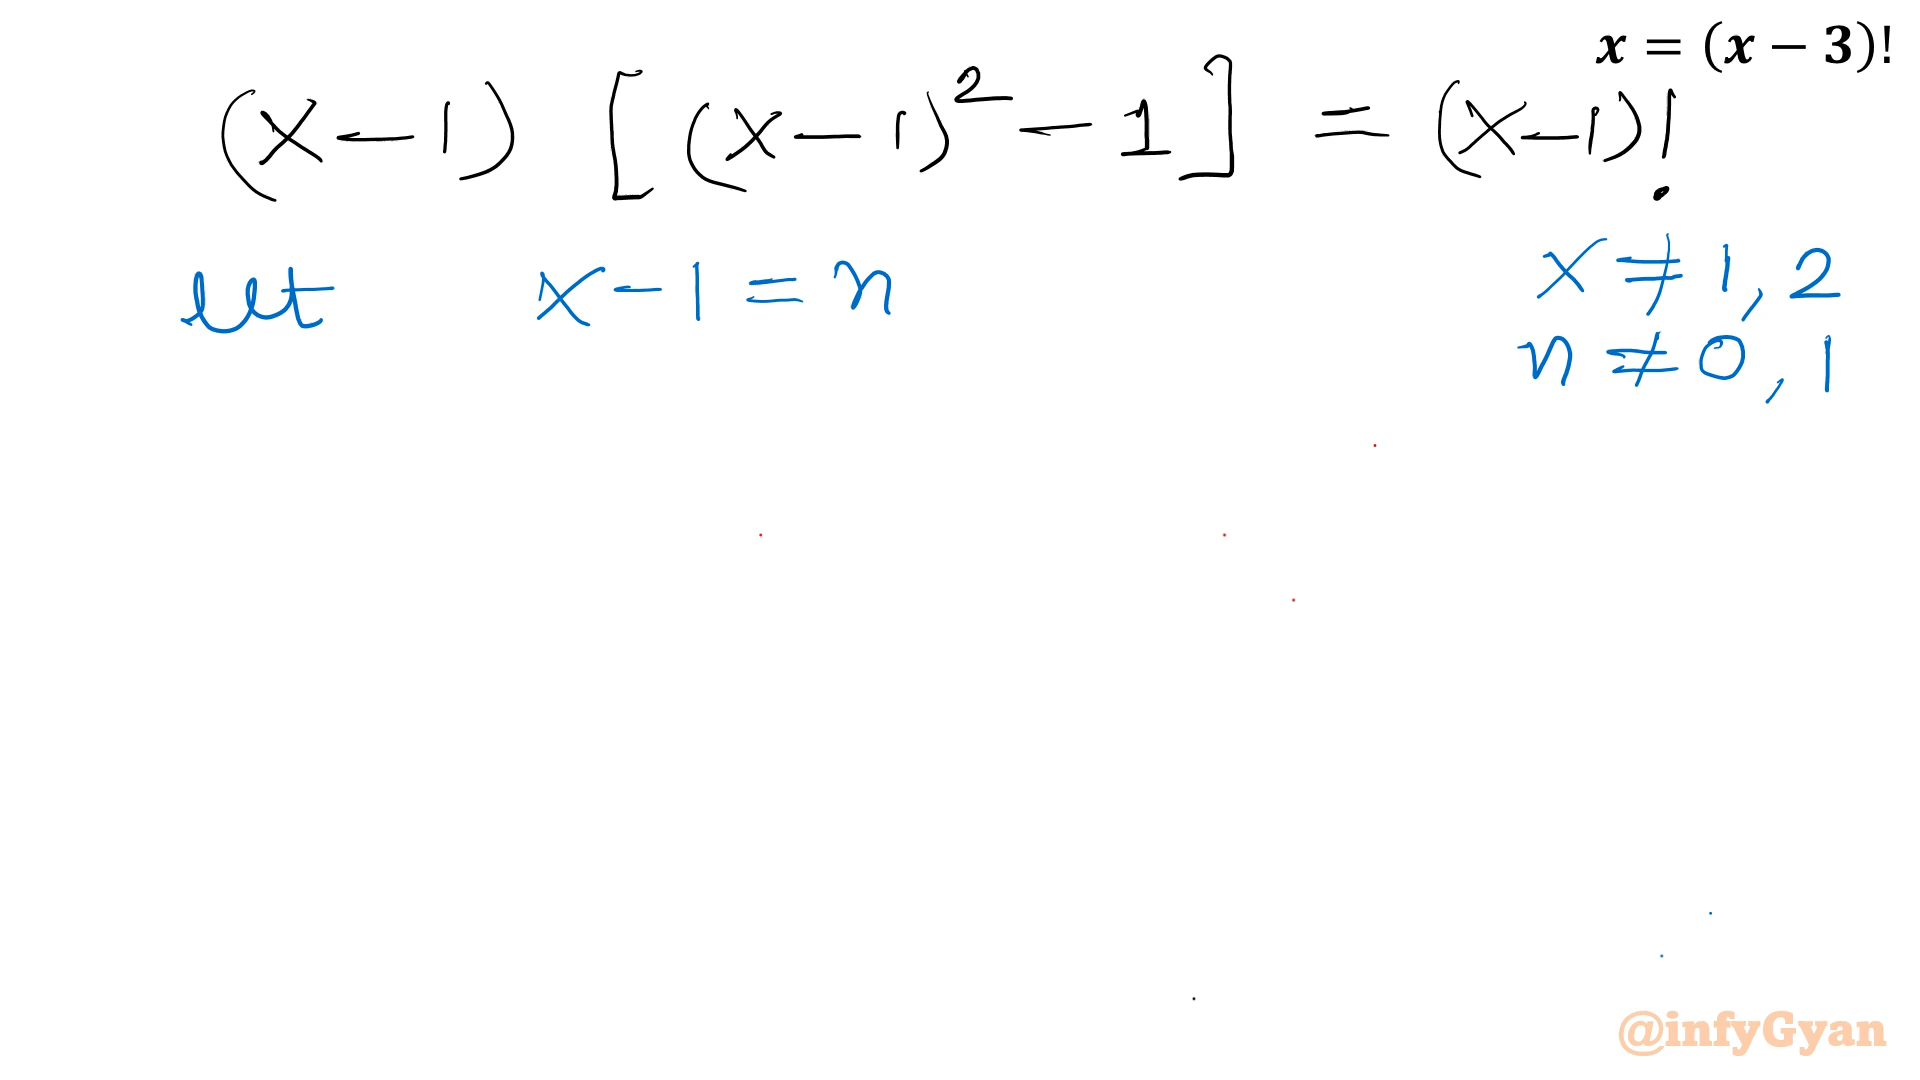 x = (x − 3)!
(x − 1) [(x − 1)² − 1] = (x − 1)!
let x − 1 = n
x ≠ 1, 2
n ≠ 0, 1
@infyGyan